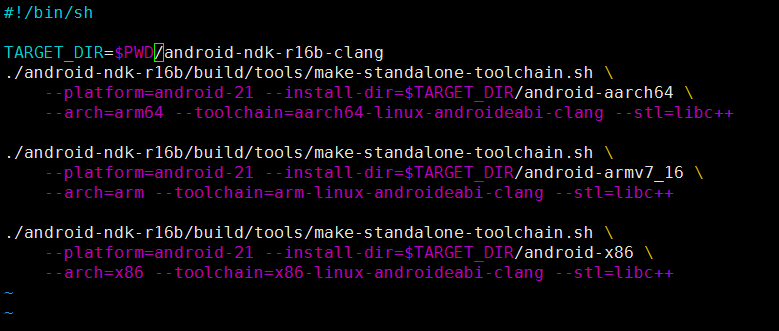 #!/bin/sh
TARGET_DIR=$PWD/android-ndk-r16b-clang
./android-ndk-r16b/build/tools/make-standalone-toolchain.sh \
--platform=android-21 --install-dir=$TARGET_DIR/android-aarch64 \
--arch=arm64 --toolchain=aarch64-linux-androideabi-clang --stl=libc++
./android-ndk-r16b/build/tools/make-standalone-toolchain.sh \
--platform=android-21 --install-dir=$TARGET_DIR/android-armv7_16 \
--arch=arm --toolchain=arm-linux-androideabi-clang --stl=libc++
./android-ndk-r16b/build/tools/make-standalone-toolchain.sh \
--platform=android-21 --install-dir=$TARGET_DIR/android-x86 \
--arch=x86 --toolchain=x86-linux-androideabi-clang --stl=libc++
~
~